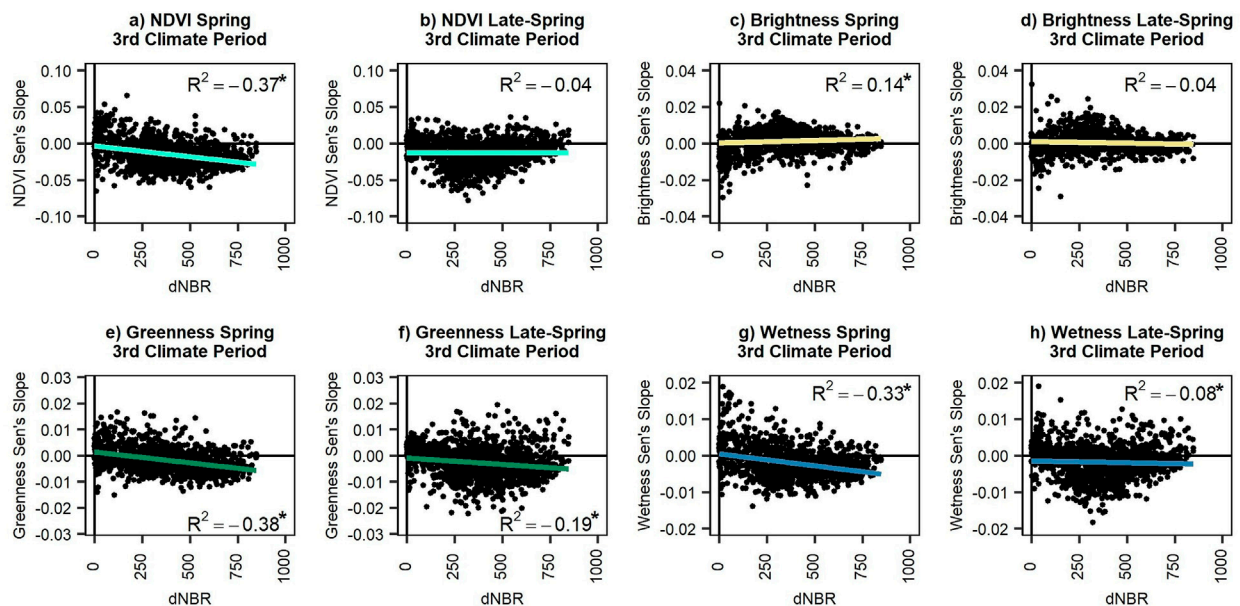 a) NDVI Spring
3rd Climate Period
b) NDVI Late-Spring
3rd Climate Period
c) Brightness Spring
3rd Climate Period
d) Brightness Late-Spring
3rd Climate Period
NDVI Sen's Slope
0.10
0.05
0.00
-0.05
-0.10
R² = −0.37*
0
250
500
750
1000
dNBR
NDVI Sen's Slope
0.10
0.05
0.00
-0.05
-0.10
R² = −0.04
0
250
500
750
1000
dNBR
Brightness Sen's Slope
0.04
0.02
0.00
-0.02
-0.04
R² = 0.14*
0
250
500
750
1000
dNBR
Brightness Sen's Slope
0.04
0.02
0.00
-0.02
-0.04
R² = −0.04
0
250
500
750
1000
dNBR
e) Greenness Spring
3rd Climate Period
f) Greenness Late-Spring
3rd Climate Period
g) Wetness Spring
3rd Climate Period
h) Wetness Late-Spring
3rd Climate Period
Greenness Sen's Slope
0.03
0.02
0.01
0.00
-0.01
-0.02
-0.03
R² = −0.38*
0
250
500
750
1000
dNBR
Greenness Sen's Slope
0.03
0.02
0.01
0.00
-0.01
-0.02
-0.03
R² = −0.19*
0
250
500
750
1000
dNBR
Wetness Sen's Slope
0.02
0.01
0.00
-0.01
-0.02
R² = −0.33*
0
250
500
750
1000
dNBR
Wetness Sen's Slope
0.02
0.01
0.00
-0.01
-0.02
R² = −0.08*
0
250
500
750
1000
dNBR